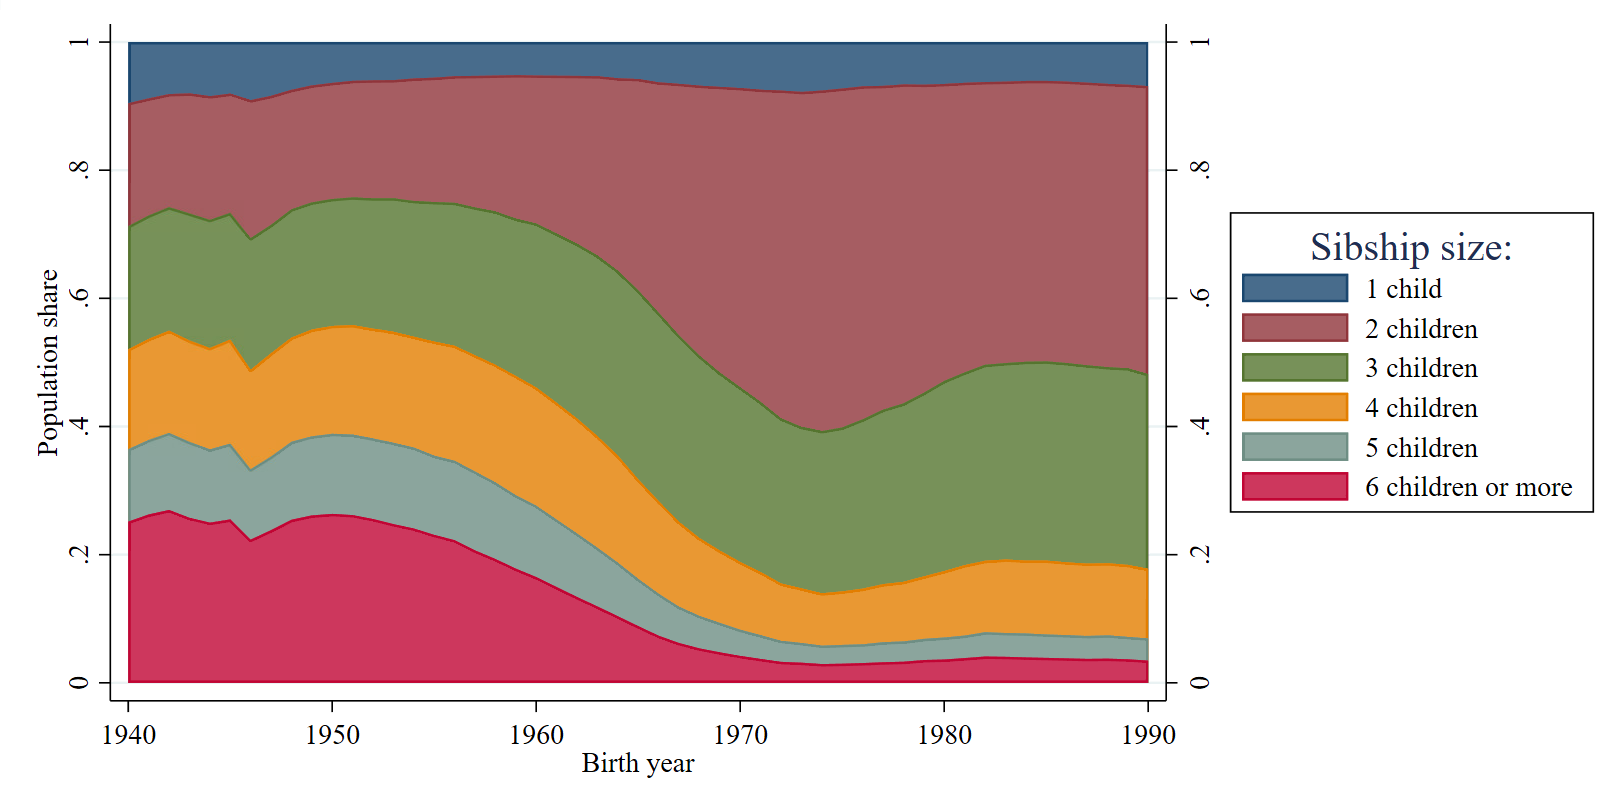 1
.8
.6
.4
.2
0
Population share
1
.8
.6
.4
.2
0
1940 1950 1960 1970 1980 1990
Birth year
Sibship size:
1 child
2 children
3 children
4 children
5 children
6 children or more